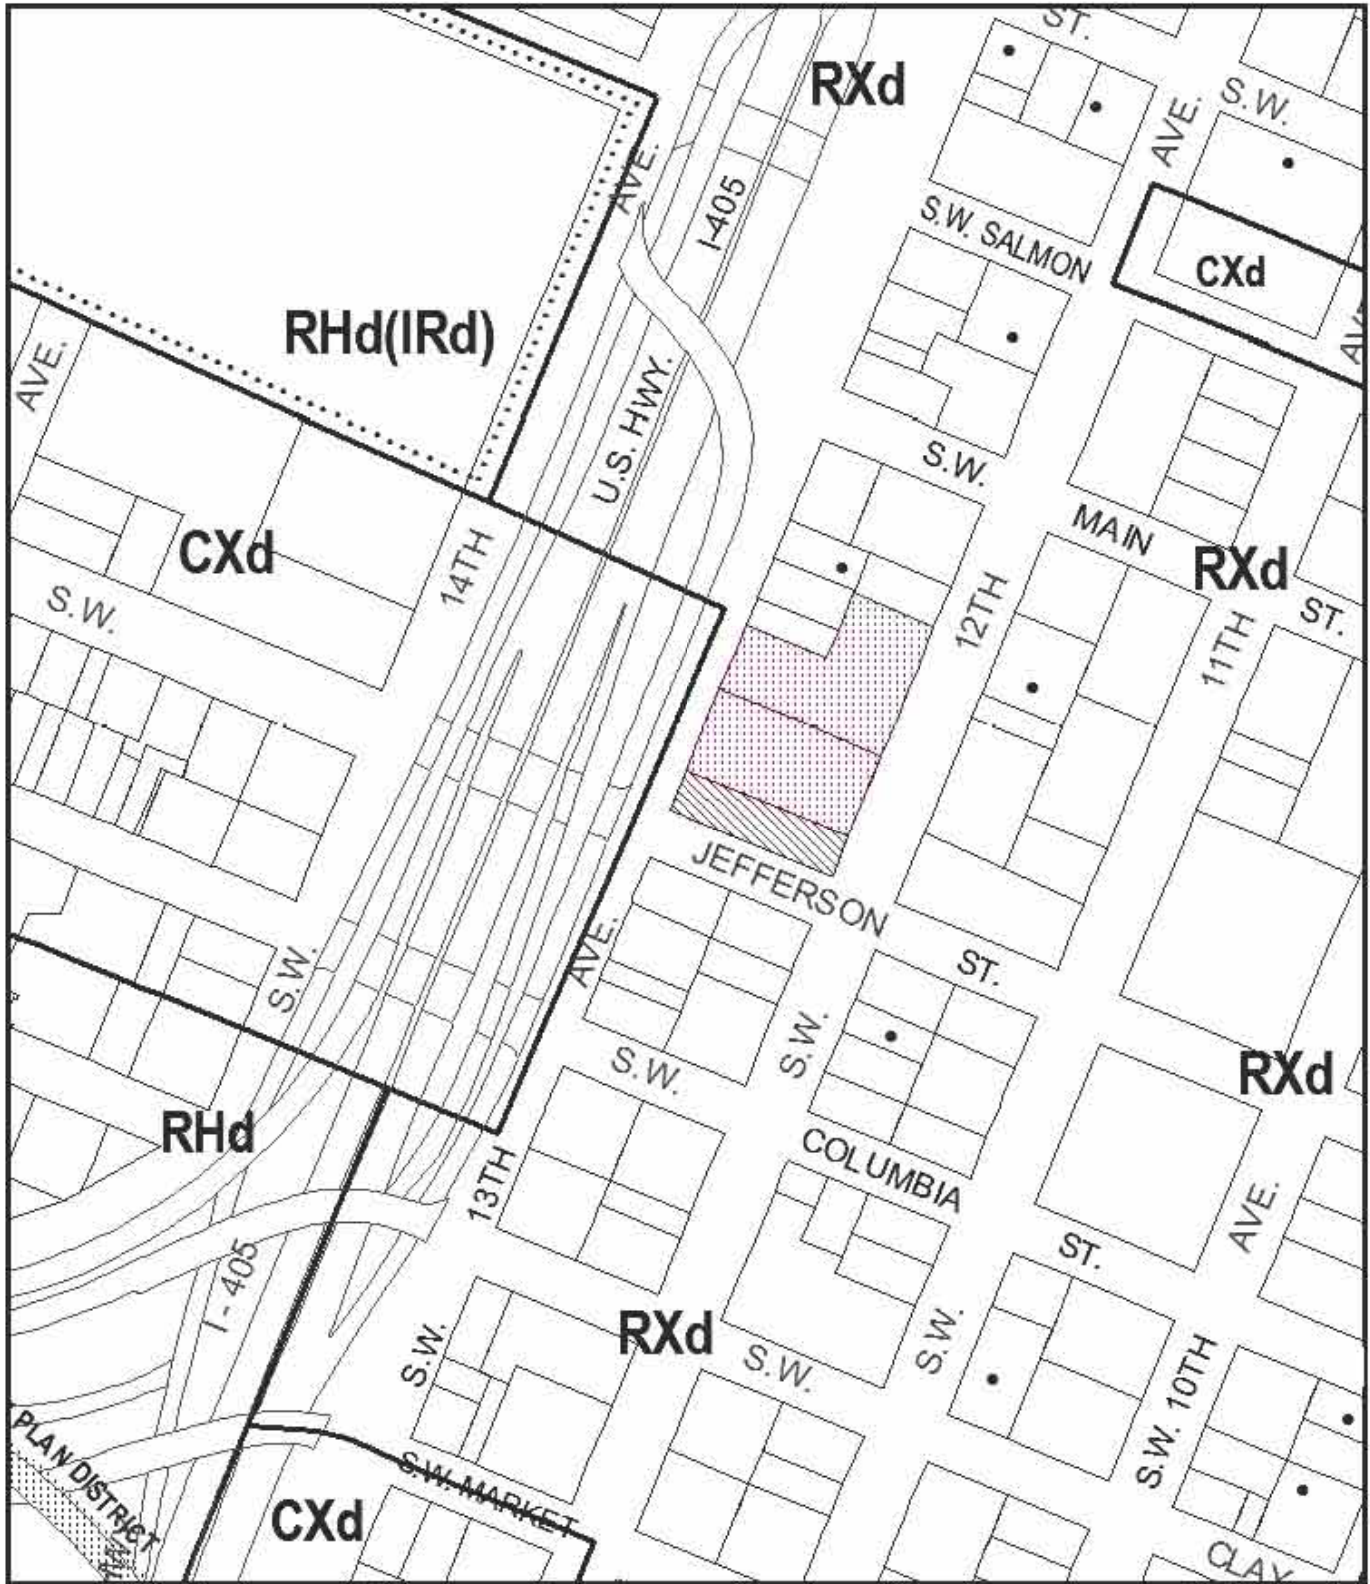 ST.
RXd
S.W.
AVE.
AVE.
I-405
S.W. SALMON
CXd
RHd(IRd)
AVE.
U.S. HWY.
S.W.
MAIN
CXd
14TH
RXd
S.W.
12TH
ST.
11TH
JEFFERSON
AVE.
S.W.
ST.
S.W.
S.W.
RXd
RHd
COLUMBIA
13TH
AVE.
ST.
I - 405
RXd
S.W.
S.W.
S.W.
S.W. 10TH
PLAN DISTRICT
S.W. MARKET
CXd
CLAY